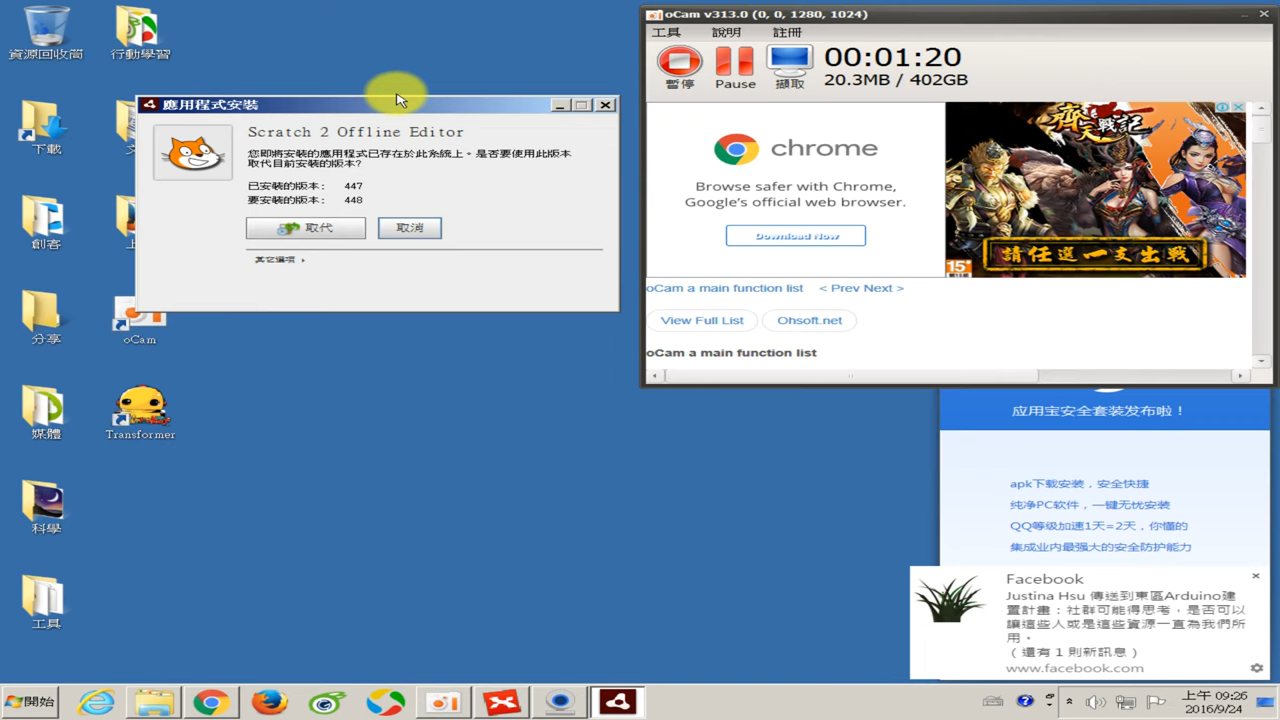 資源回收筒
行動學習
下載
創客
分享
oCam
媒體
Transformer
科學
工具
應用程式安裝
Scratch 2 Offline Editor
您即將安裝的應用程式已存在於此系統上。是否要使用此版本
取代目前安裝的版本?
已安裝的版本: 447
要安裝的版本: 448
取代
取消
其它選項
oCam v313.0 (0, 0, 1280, 1024)
工具 說明 註冊
00:01:20
20.3MB / 402GB
暫停 Pause 擷取
chrome
Browse safer with Chrome,
Google's official web browser.
Download Now
齊天戰記
15+
請任選一支出戰
oCam a main function list < Prev Next >
View Full List Ohsoft.net
oCam a main function list
应用宝安全套装发布啦！
apk下载安装，安全快捷
纯净PC软件，一键无忧安装
QQ等级加速1天=2天，你懂的
集成业内最强大的安全防护能力
Facebook
Justina Hsu 傳送到東區Arduino建
置計畫：社群可能得思考，是否可以
讓這些人或是這些資源一直為我們所
用。
（還有 1 則新訊息）
www.facebook.com
開始
上午 09:26
2016/9/24